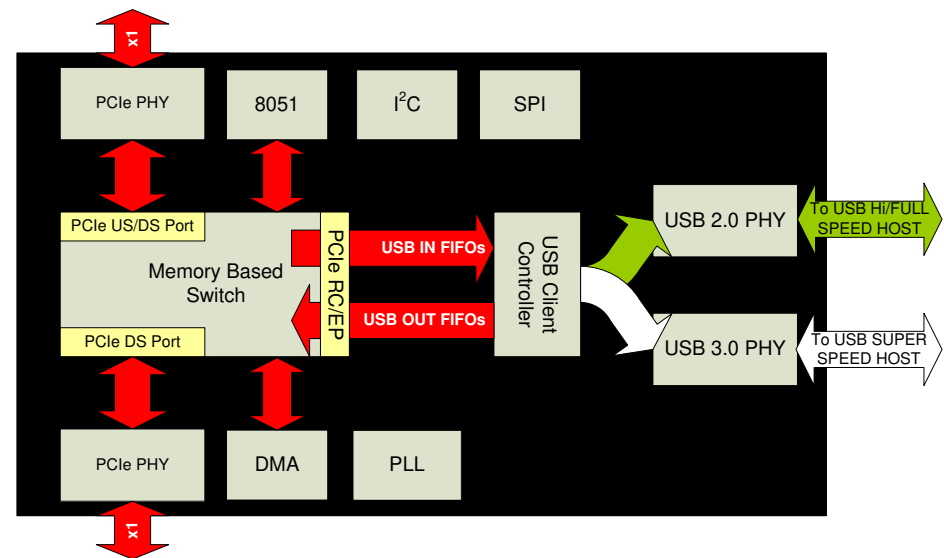 x1
PCIe PHY
8051
I²C
SPI
PCIe US/DS Port
Memory Based
Switch
PCIe DS Port
PCIe RC/EP
USB IN FIFOs
USB OUT FIFOs
USB Client
Controller
USB 2.0 PHY
To USB Hi/FULL
SPEED HOST
USB 3.0 PHY
To USB SUPER
SPEED HOST
PCIe PHY
DMA
PLL
x1